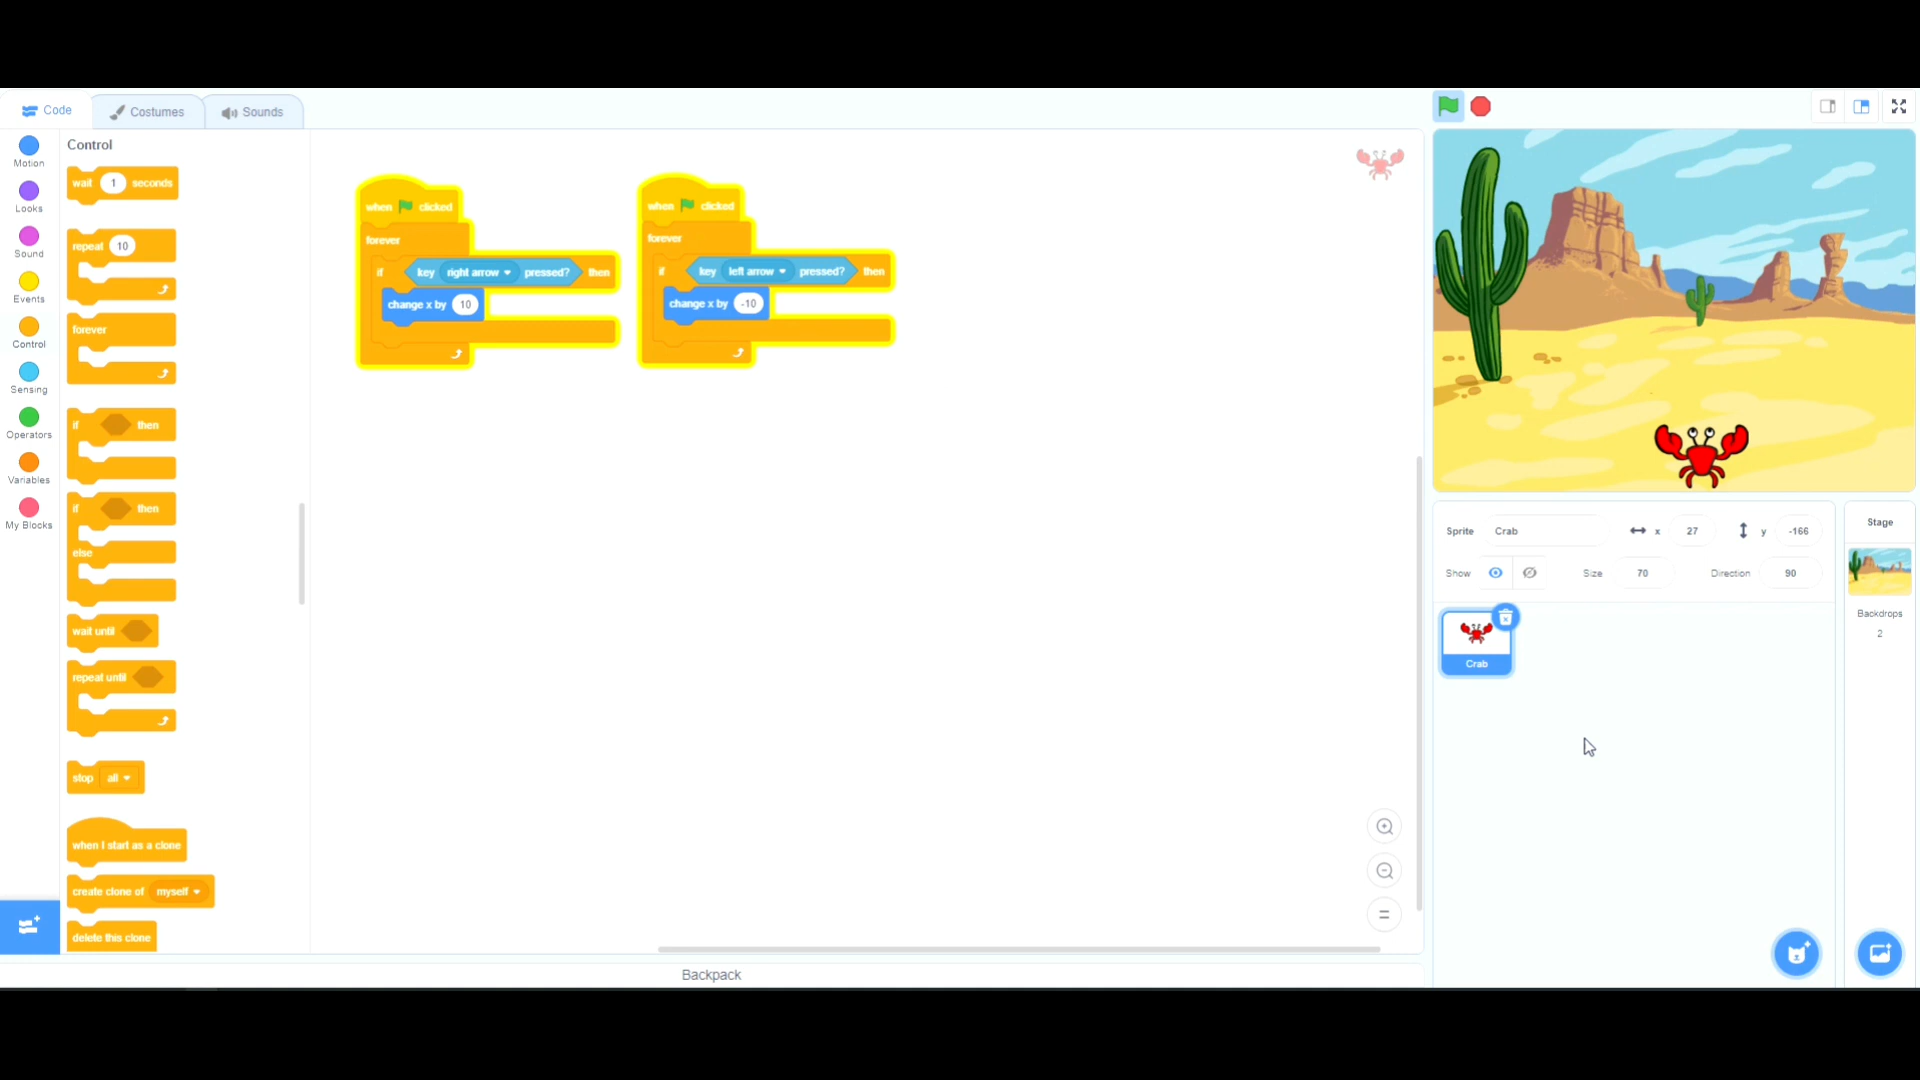 Code
Costumes
Sounds
Motion
Looks
Sound
Events
Control
Sensing
Operators
Variables
My Blocks
Control
wait 1 seconds
repeat 10
forever
if then
if then
else
wait until
repeat until
stop all
when I start as a clone
create clone of myself
delete this clone
when clicked
forever
if key right arrow pressed? then
change x by 10
when clicked
forever
if key left arrow pressed? then
change x by -10
Backpack
Sprite Crab x 27 y -166
Show Size 70 Direction 90
Crab
Stage
Backdrops
2